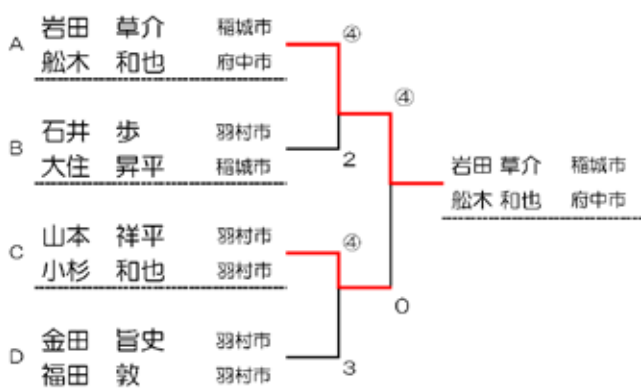 A 岩田 草介 稲城市
舩木 和也 府中市
④
④
B 石井 歩 羽村市
大住 昇平 稲城市
2
岩田 草介 稲城市
舩木 和也 府中市
C 山本 祥平 羽村市
小杉 和也 羽村市
④
0
D 金田 旨史 羽村市
福田 敦 羽村市
3